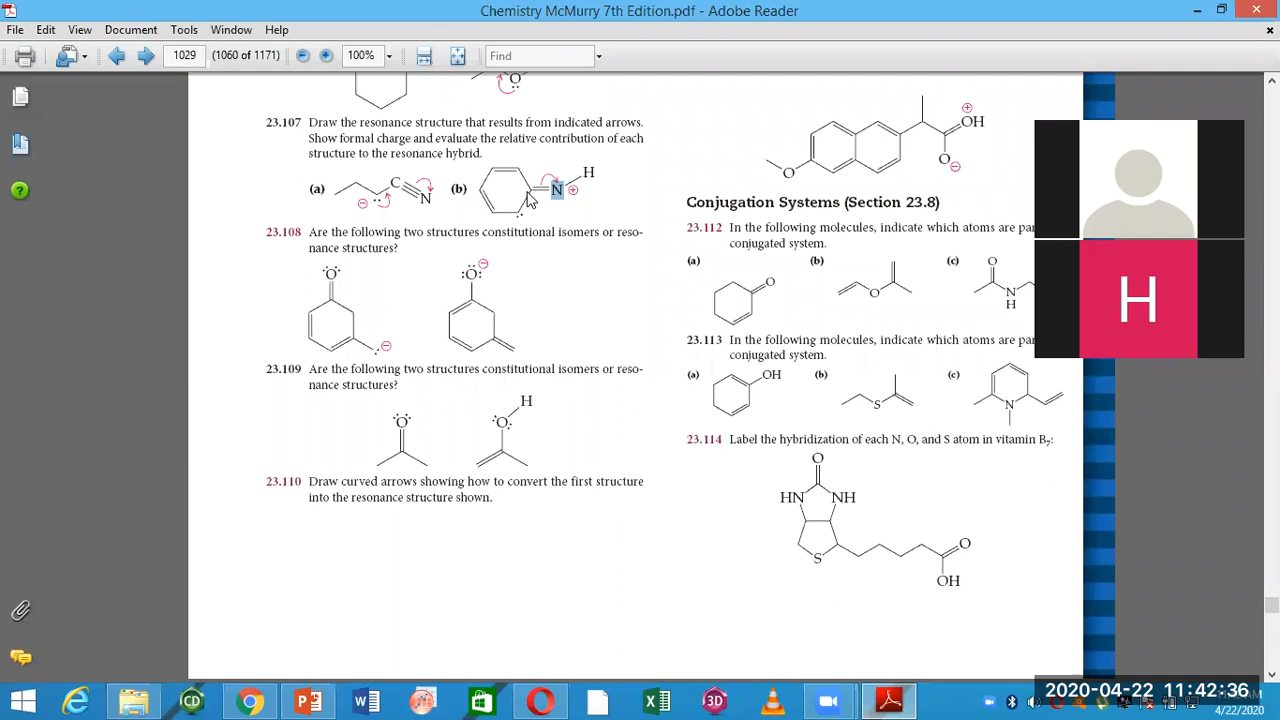 Chemistry McMurry 7th Edition.pdf - Adobe Reader
File Edit View Document Tools Window Help
1029 (1060 of 1171) 100% Find
23.107 Draw the resonance structure that results from indicated arrows.
Show formal charge and evaluate the relative contribution of each
structure to the resonance hybrid.
(a) C N (b) N H
23.108 Are the following two structures constitutional isomers or reso-
nance structures?
O O
23.109 Are the following two structures constitutional isomers or reso-
nance structures?
O O H
23.110 Draw curved arrows showing how to convert the first structure
into the resonance structure shown.
O OH O
Conjugation Systems (Section 23.8)
23.112 In the following molecules, indicate which atoms are par
conjugated system.
(a) O (b) O (c) O N H
23.113 In the following molecules, indicate which atoms are par
conjugated system.
(a) OH (b) S (c) N
23.114 Label the hybridization of each N, O, and S atom in vitamin B7:
O
HN NH
S O
OH
H
2020-04-22 11:42:36
4/22/2020